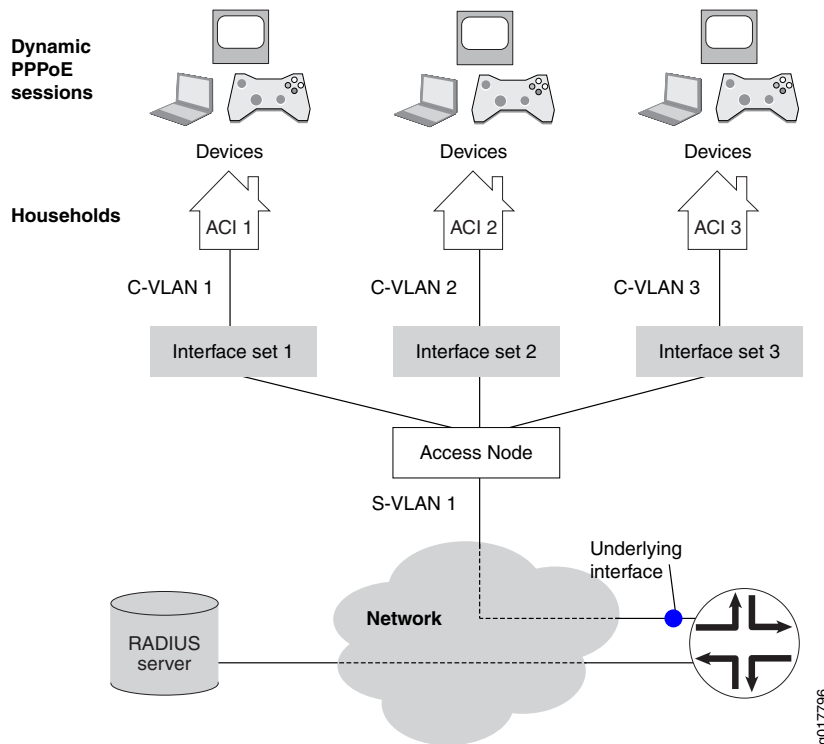 Dynamic
PPPoE
sessions
Devices
Devices
Devices
Households
ACI 1
ACI 2
ACI 3
C-VLAN 1
C-VLAN 2
C-VLAN 3
Interface set 1
Interface set 2
Interface set 3
Access Node
S-VLAN 1
Underlying
interface
Network
RADIUS
server
g017796